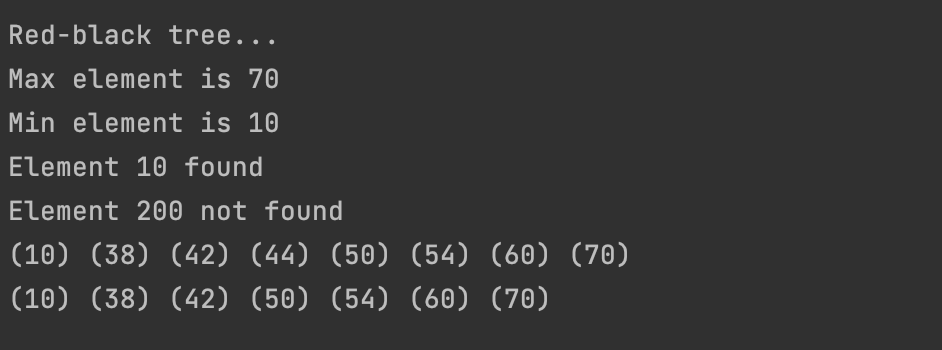 Red-black tree...
Max element is 70
Min element is 10
Element 10 found
Element 200 not found
(10) (38) (42) (44) (50) (54) (60) (70)
(10) (38) (42) (50) (54) (60) (70)